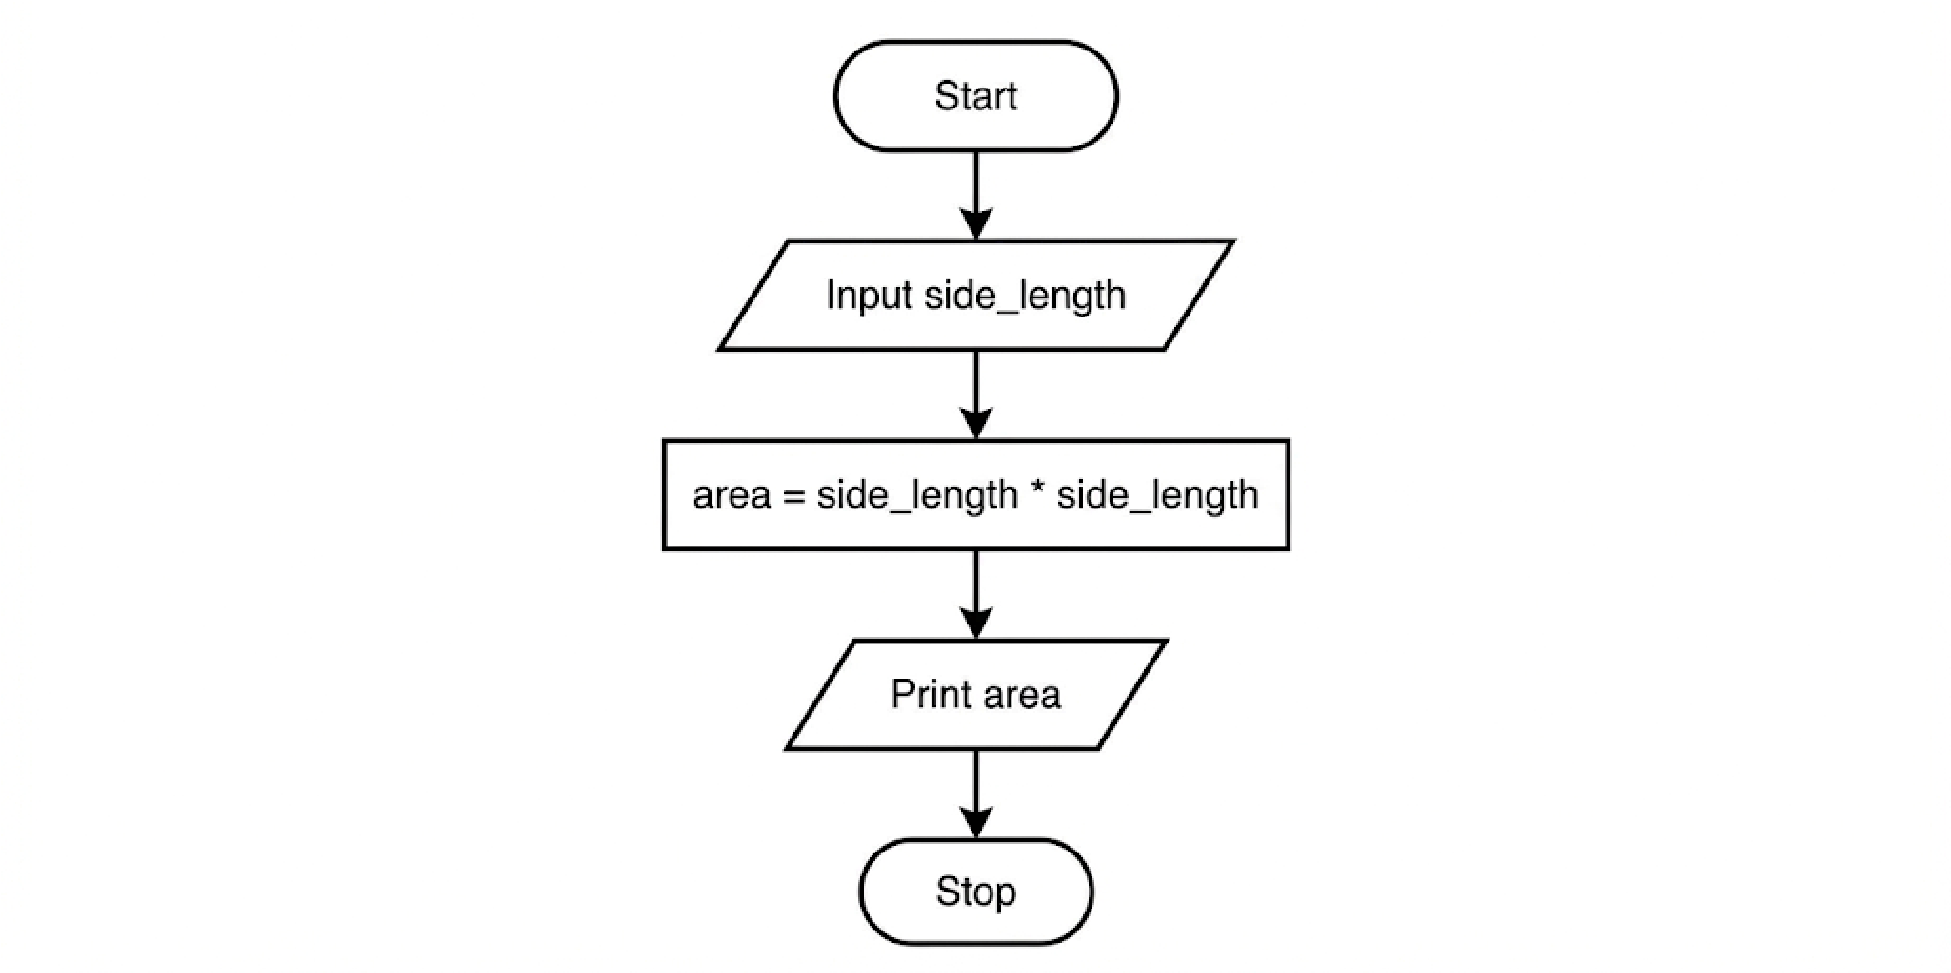 Start
Input side_length
area = side_length * side_length
Print area
Stop